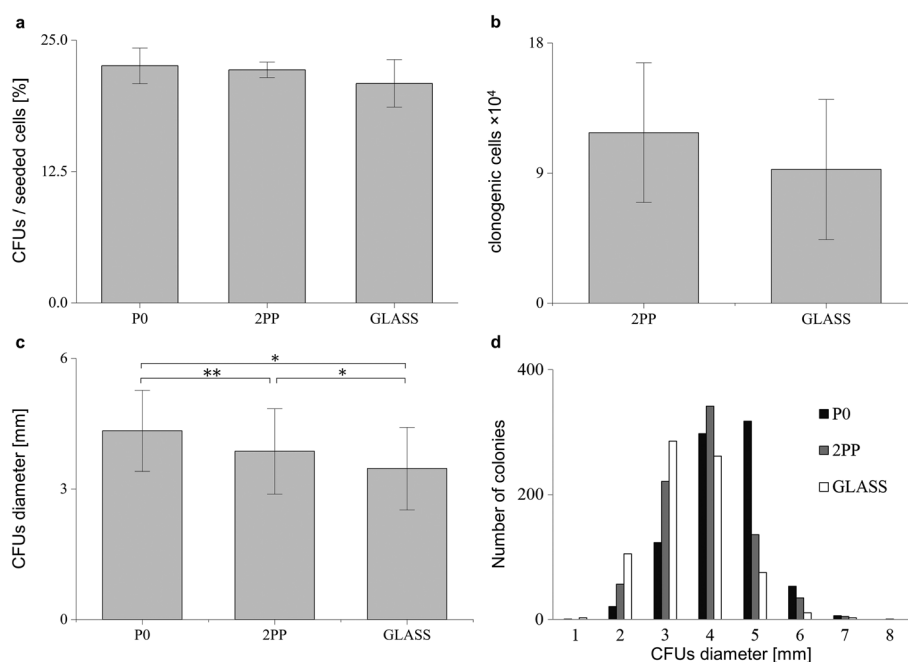 a
25.0
12.5
0.0
CFUs / seeded cells [%]
P0 2PP GLASS
b
18
9
0
clonogenic cells ×10⁴
2PP GLASS
c
6
3
0
CFUs diameter [mm]
*
** *
P0 2PP GLASS
d
400
200
0
Number of colonies
P0
2PP
GLASS
1 2 3 4 5 6 7 8
CFUs diameter [mm]